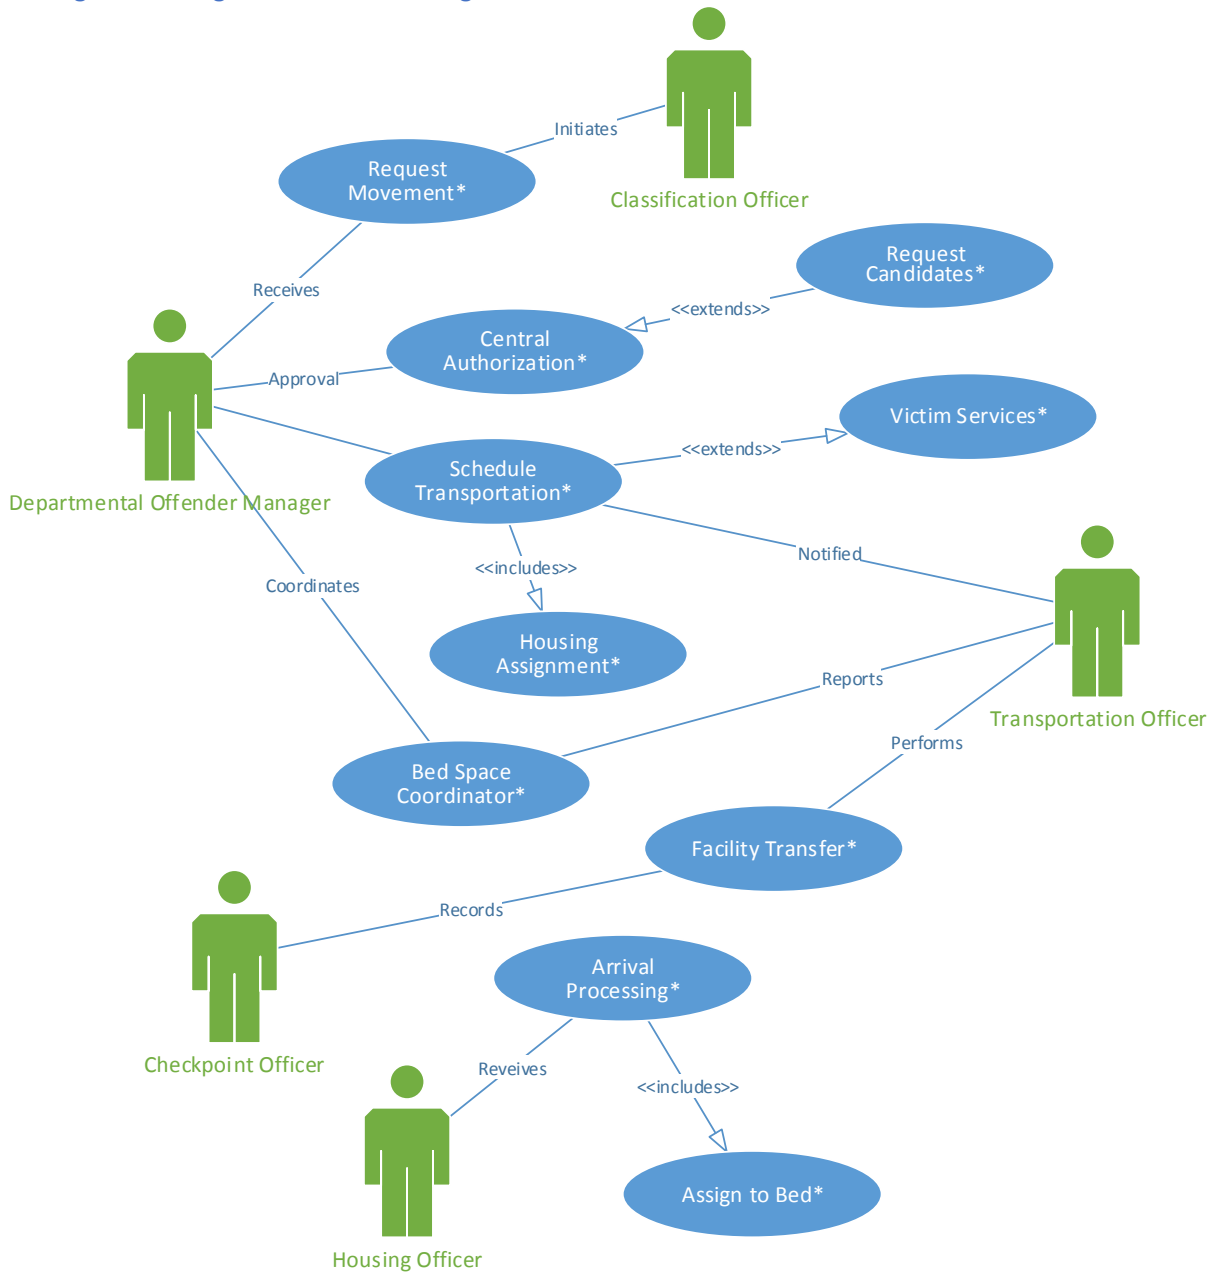 Classification Officer
Initiates
Request
Movement*
Receives
Request
Candidates*
<<extends>>
Central
Authorization*
Approval
Departmental Offender Manager
Victim Services*
<<extends>>
Schedule
Transportation*
Notified
<<includes>>
Coordinates
Housing
Assignment*
Transportation Officer
Reports
Performs
Bed Space
Coordinator*
Facility Transfer*
Records
Checkpoint Officer
Arrival
Processing*
Reveives
<<includes>>
Assign to Bed*
Housing Officer